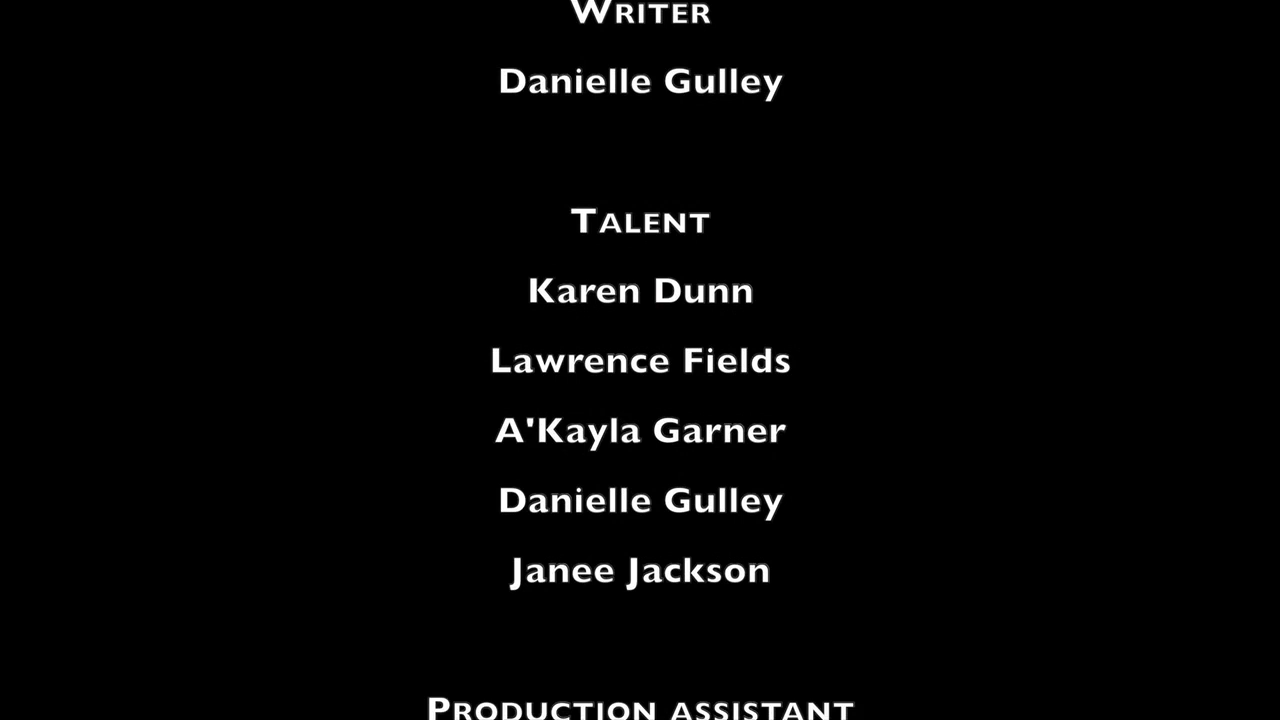 WRITER
Danielle Gulley
TALENT
Karen Dunn
Lawrence Fields
A'Kayla Garner
Danielle Gulley
Janee Jackson
PRODUCTION ASSISTANT